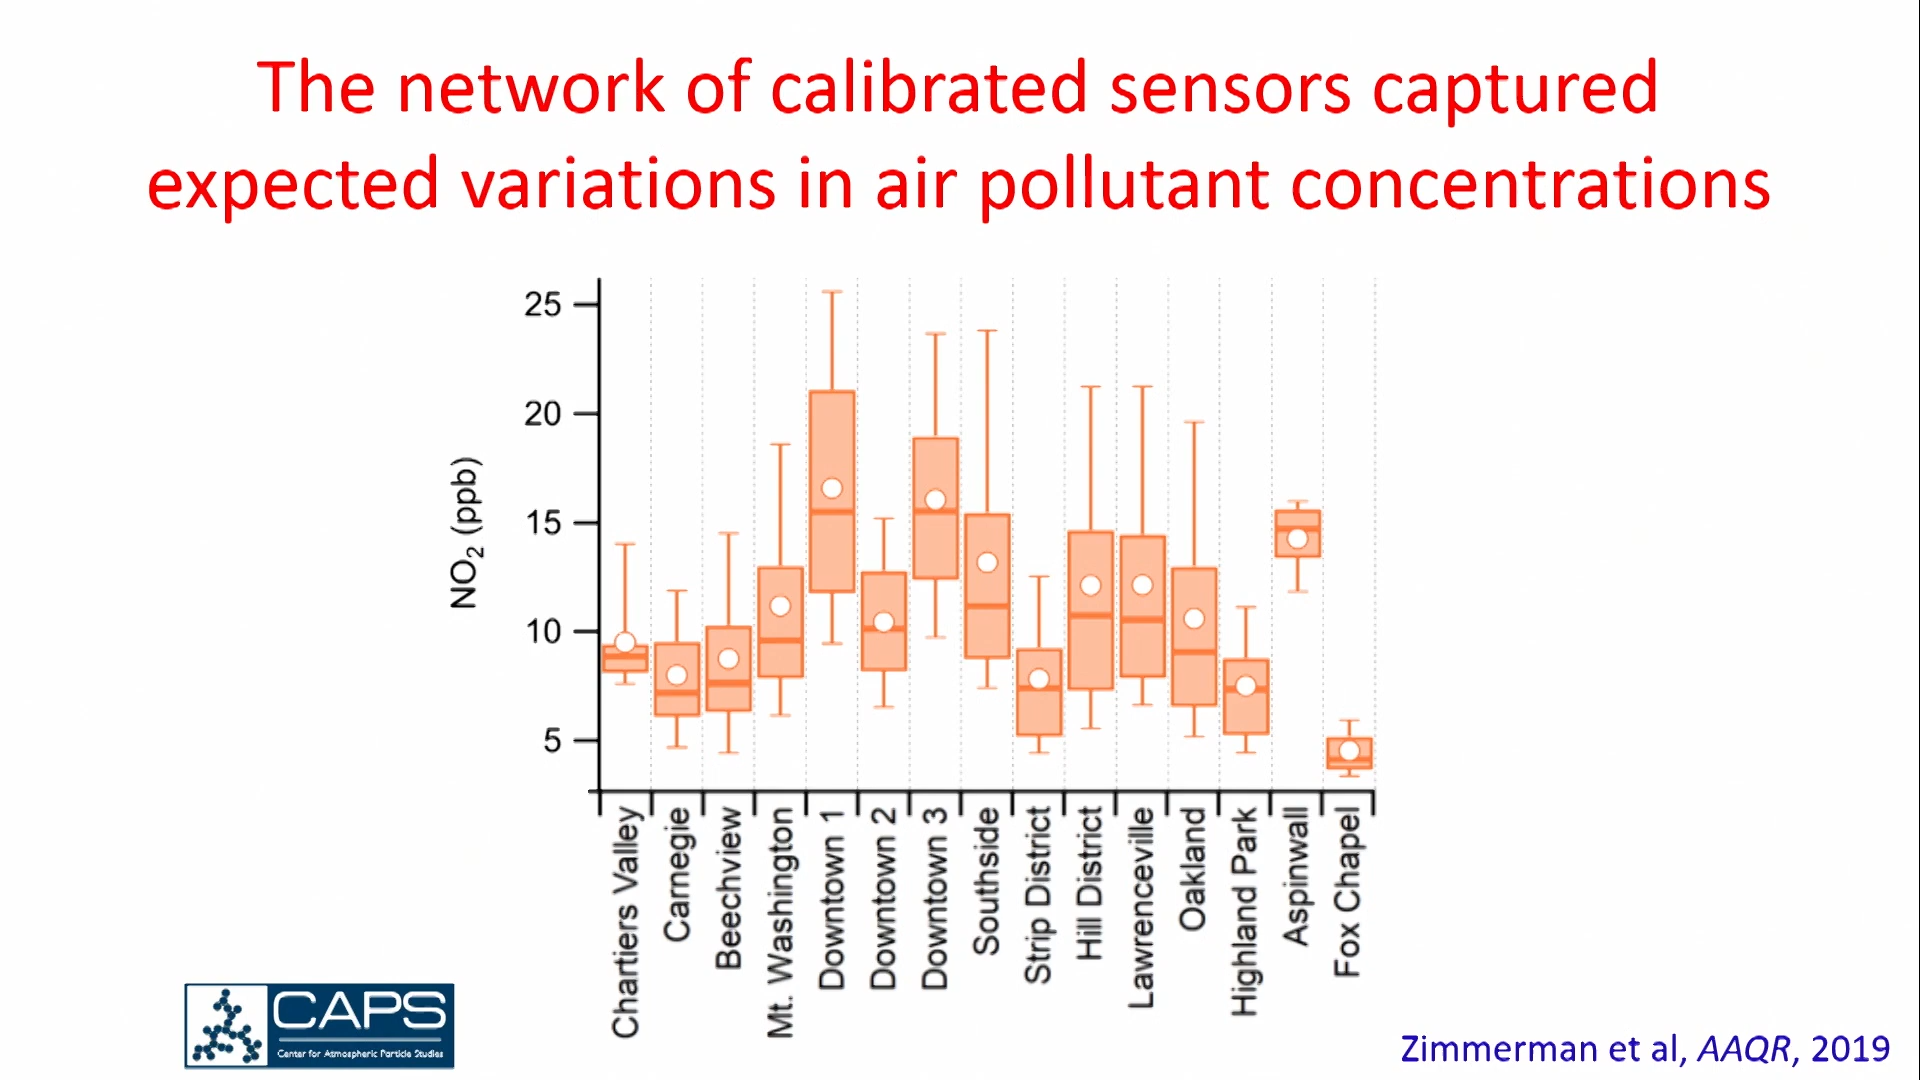 The network of calibrated sensors captured
expected variations in air pollutant concentrations
25
20
15
10
5
NO2 (ppb)
Chartiers Valley
Carnegie
Beechview
Mt. Washington
Downtown 1
Downtown 2
Downtown 3
Southside
Strip District
Hill District
Lawrenceville
Oakland
Highland Park
Aspinwall
Fox Chapel
CAPS
Center for Atmospheric Particle Studies
Zimmerman et al, AAQR, 2019